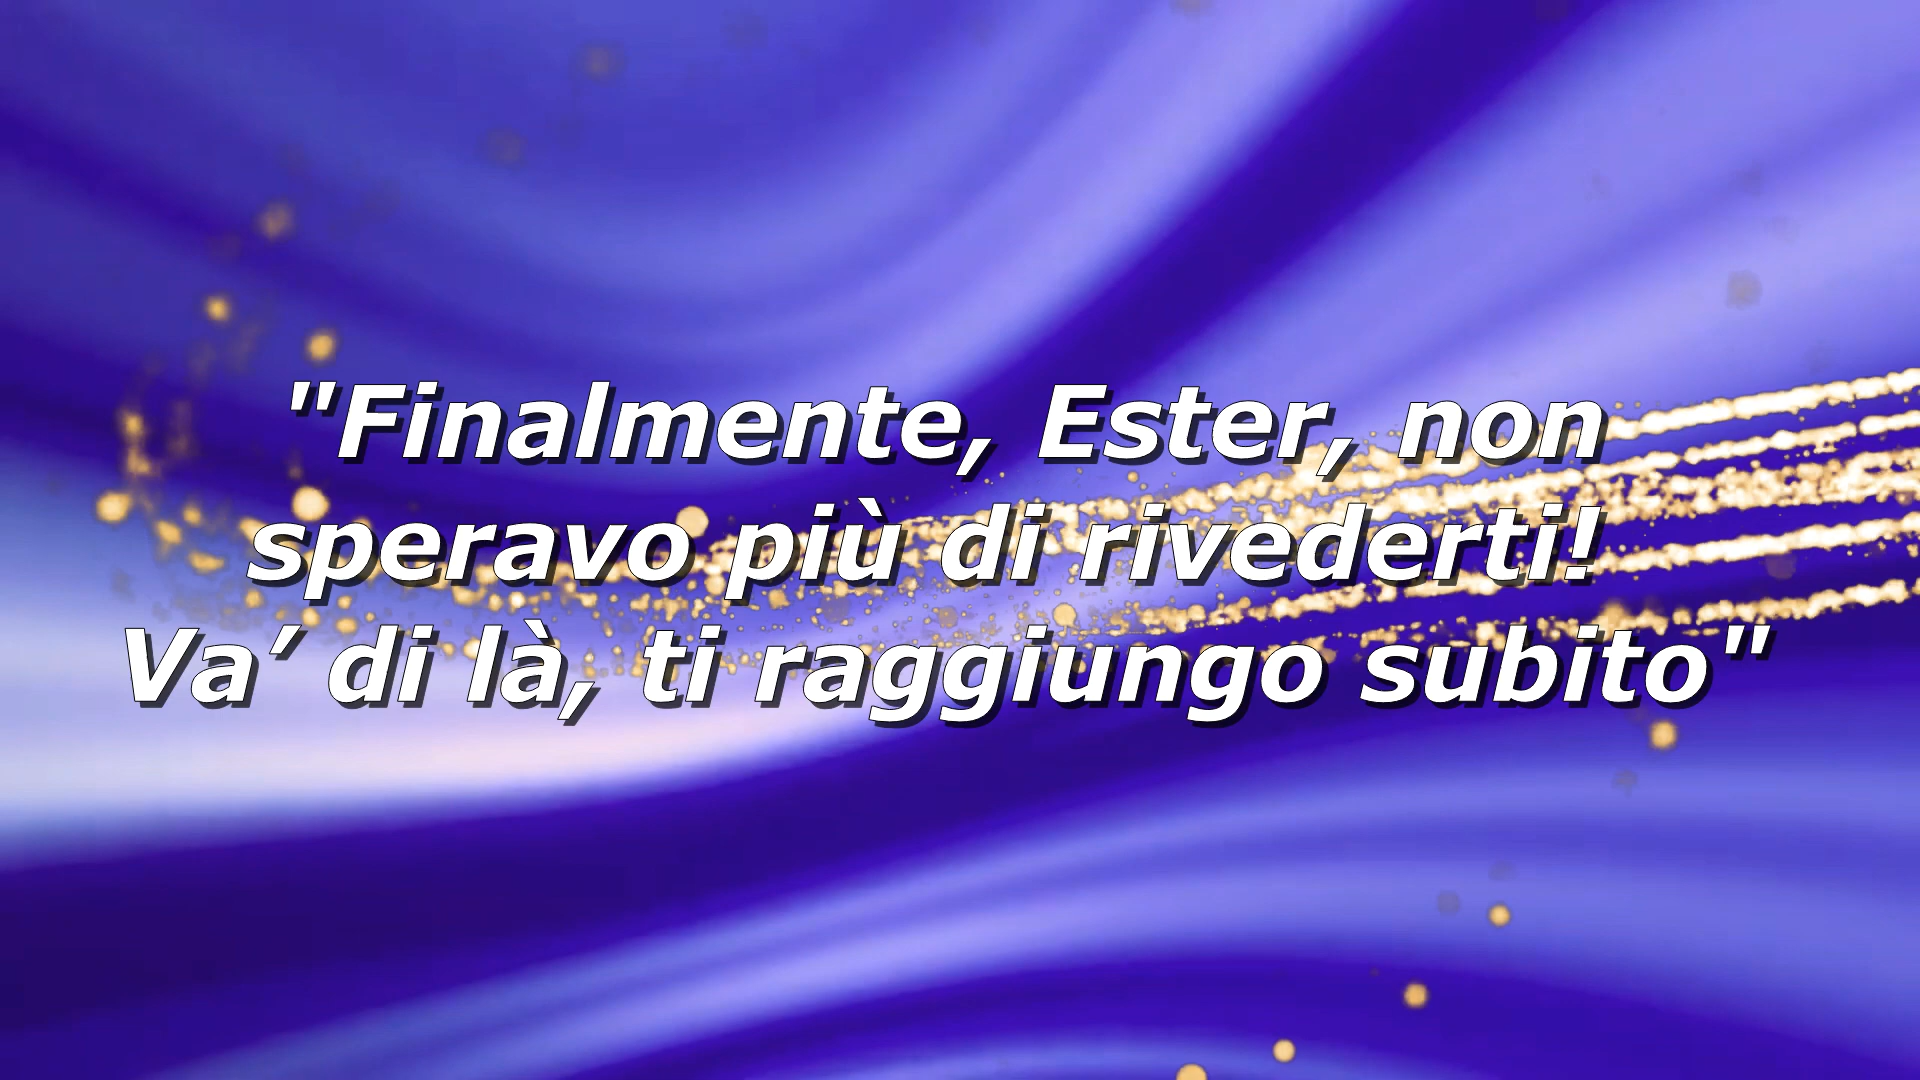 "Finalmente, Ester, non
speravo più di rivederti!
Va’ di là, ti raggiungo subito"